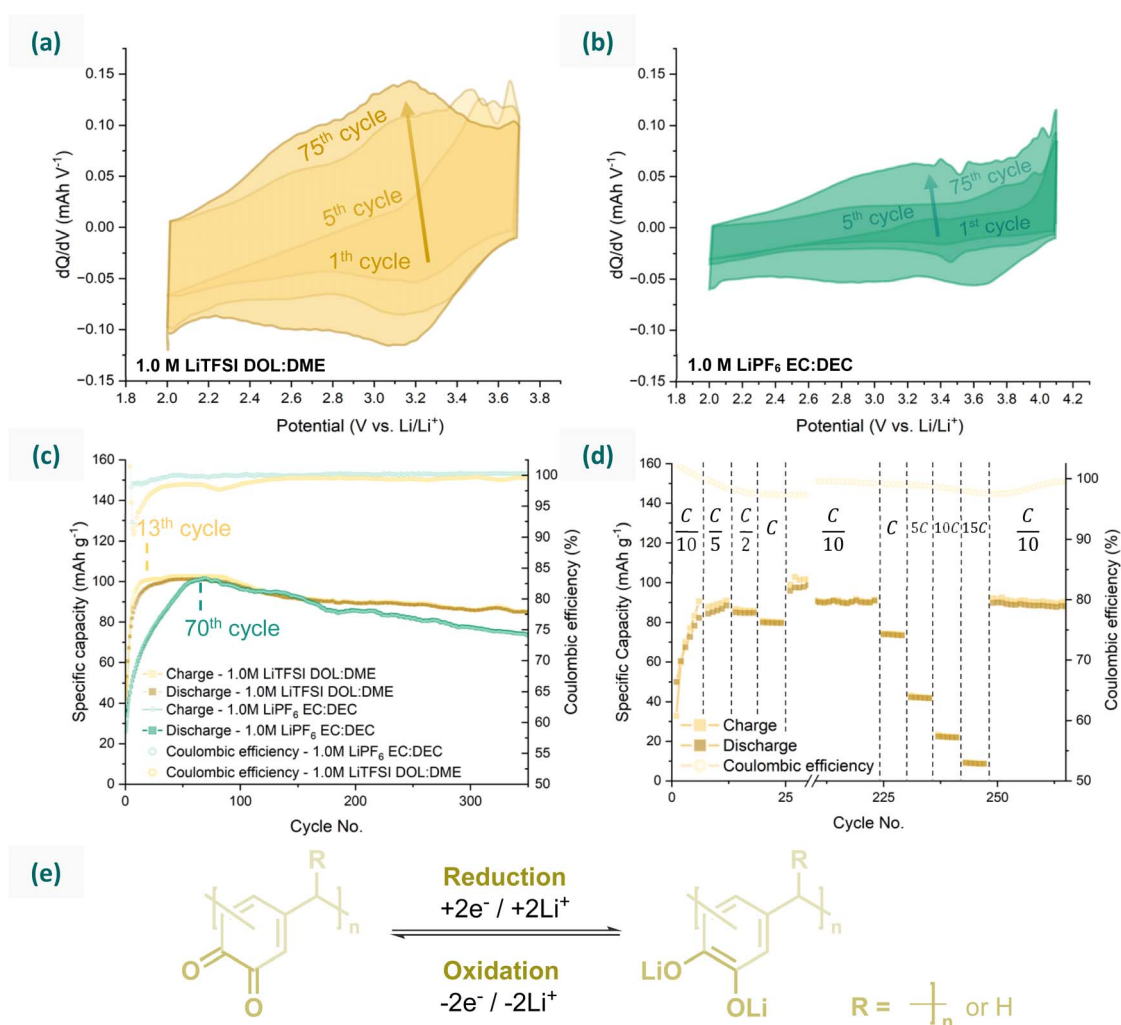 (a)
0.15
0.10
0.05
0.00
−0.05
−0.10
−0.15
dQ/dV (mAh V⁻¹)
75th cycle
5th cycle
1th cycle
1.0 M LiTFSI DOL:DME
1.8 2.0 2.2 2.4 2.6 2.8 3.0 3.2 3.4 3.6 3.8
Potential (V vs. Li/Li⁺)
(b)
0.15
0.10
0.05
0.00
−0.05
−0.10
−0.15
dQ/dV (mAh V⁻¹)
75th cycle
5th cycle
1st cycle
1.0 M LiPF₆ EC:DEC
1.8 2.0 2.2 2.4 2.6 2.8 3.0 3.2 3.4 3.6 3.8 4.0 4.2
Potential (V vs. Li/Li⁺)
(c)
160
140
120
100
80
60
40
20
0
Specific capacity (mAh g⁻¹)
13th cycle
70th cycle
Charge - 1.0M LiTFSI DOL:DME
Discharge - 1.0M LiTFSI DOL:DME
Charge - 1.0M LiPF₆ EC:DEC
Discharge - 1.0M LiPF₆ EC:DEC
Coulombic efficiency - 1.0M LiPF₆ EC:DEC
Coulombic efficiency - 1.0M LiTFSI DOL:DME
100
95
90
85
80
75
70
65
60
55
50
Coulombic efficiency (%)
0 100 200 300
Cycle No.
(d)
160
140
120
100
80
60
40
20
0
Specific Capacity (mAh g⁻¹)
C/10 C/5 C/2 C C/10 C 5C 10C 15C C/10
Charge
Discharge
Coulombic efficiency
100
90
80
70
60
50
Coulombic efficiency (%)
0 25 225 250
Cycle No.
(e)
R
n
O
O
Reduction
+2e⁻ / +2Li⁺
Oxidation
-2e⁻ / -2Li⁺
R
n
LiO
OLi
R = n or H